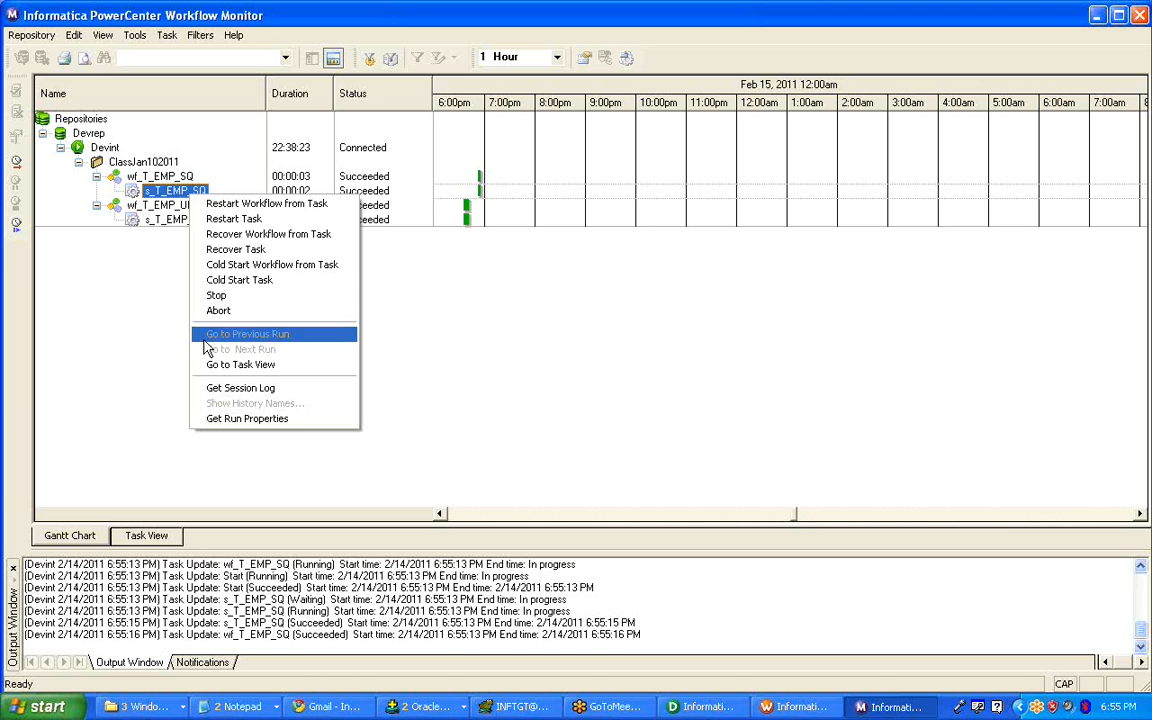 Informatica PowerCenter Workflow Monitor
Repository Edit View Tools Task Filters Help
1 Hour
Name Duration Status Feb 15, 2011 12:00am
6:00pm 7:00pm 8:00pm 9:00pm 10:00pm 11:00pm 12:00am 1:00am 2:00am 3:00am 4:00am 5:00am 6:00am 7:00am 8
Repositories
Devrep
Devint 22:38:23 Connected
ClassJan102011
wf_T_EMP_SQ 00:00:03 Succeeded
s_T_EMP_SQ 00:00:02 Succeeded
wf_T_EMP_U ceeded
s_T_EMP_ ceeded
Restart Workflow from Task
Restart Task
Recover Workflow from Task
Recover Task
Cold Start Workflow from Task
Cold Start Task
Stop
Abort
Go to Previous Run
to Next Run
Go to Task View
Get Session Log
Show History Names...
Get Run Properties
Gantt Chart Task View
(Devint 2/14/2011 6:55:13 PM) Task Update: wf_T_EMP_SQ (Running) Start time: 2/14/2011 6:55:13 PM End time: In progress
(Devint 2/14/2011 6:55:13 PM) Task Update: Start (Running) Start time: 2/14/2011 6:55:13 PM End time: In progress
(Devint 2/14/2011 6:55:13 PM) Task Update: Start (Succeeded) Start time: 2/14/2011 6:55:13 PM End time: 2/14/2011 6:55:13 PM
(Devint 2/14/2011 6:55:13 PM) Task Update: s_T_EMP_SQ (Waiting) Start time: 2/14/2011 6:55:13 PM End time: In progress
(Devint 2/14/2011 6:55:13 PM) Task Update: s_T_EMP_SQ (Running) Start time: 2/14/2011 6:55:13 PM End time: In progress
(Devint 2/14/2011 6:55:15 PM) Task Update: s_T_EMP_SQ (Succeeded) Start time: 2/14/2011 6:55:13 PM End time: 2/14/2011 6:55:15 PM
(Devint 2/14/2011 6:55:16 PM) Task Update: wf_T_EMP_SQ (Succeeded) Start time: 2/14/2011 6:55:13 PM End time: 2/14/2011 6:55:16 PM
Output Window
Output Window Notifications
Ready CAP
start 3 Windo... 2 Notepad Gmail - In... 2 Oracle... INFTGT@... GoToMee... Informati... Informati... Informati... 6:55 PM